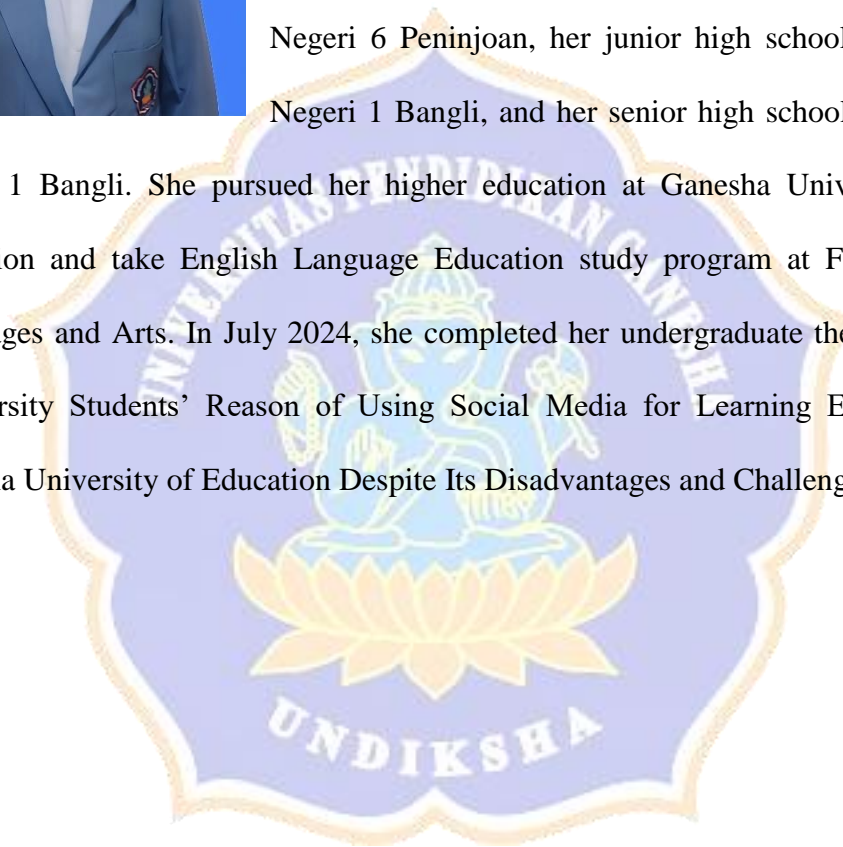 Negeri 6 Peninjoan, her junior high school
Negeri 1 Bangli, and her senior high school
1 Bangli. She pursued her higher education at Ganesha Univ
ion and take English Language Education study program at F
ges and Arts. In July 2024, she completed her undergraduate the
rsity Students’ Reason of Using Social Media for Learning E
a University of Education Despite Its Disadvantages and Challeng
UNIVERSITAS PENDIDIKAN GANESHA
UNDIKSHA